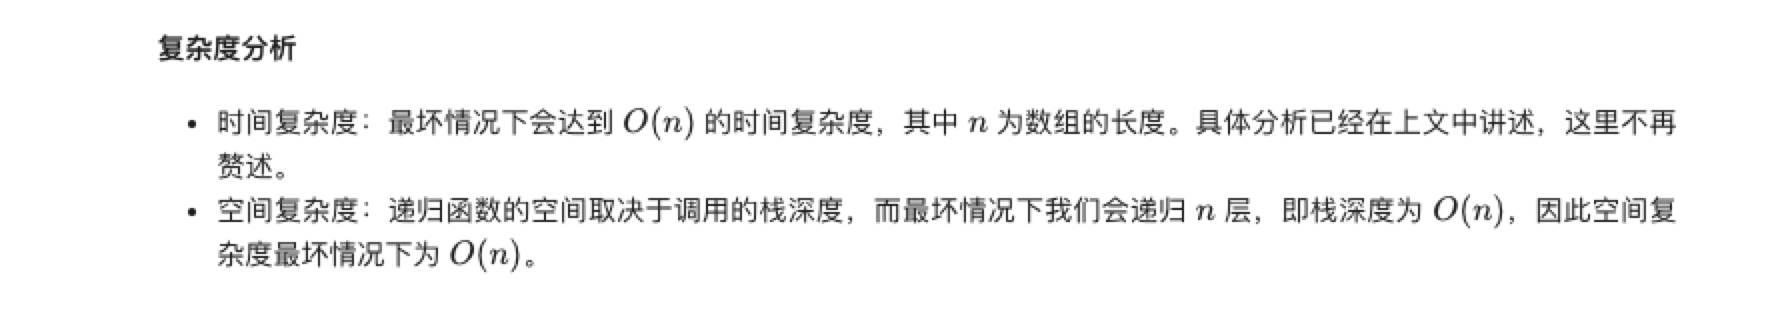 复杂度分析
• 时间复杂度：最坏情况下会达到 O(n) 的时间复杂度，其中 n 为数组的长度。具体分析已经在上文中讲述，这里不再
赘述。
• 空间复杂度：递归函数的空间取决于调用的栈深度，而最坏情况下我们会递归 n 层，即栈深度为 O(n)，因此空间复
杂度最坏情况下为 O(n)。